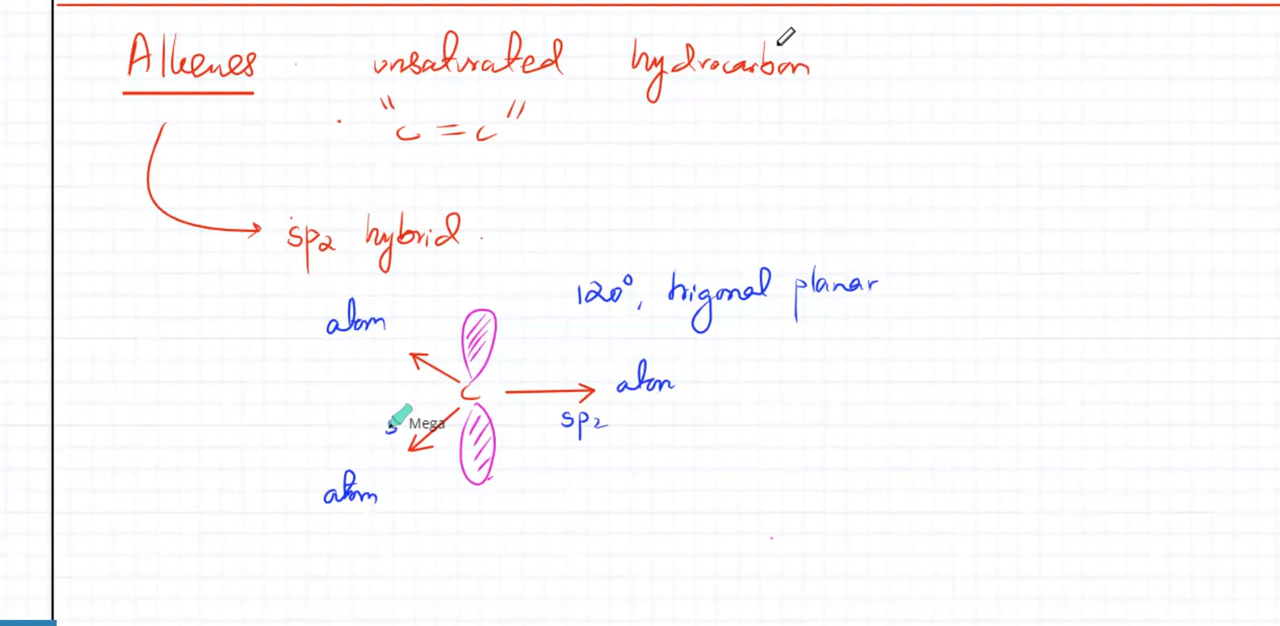 Alkenes unsaturated hydrocarbon
"c = c"
sp2 hybrid
120°, trigonal planar
atom
c atom
Mega sp2
s
atom